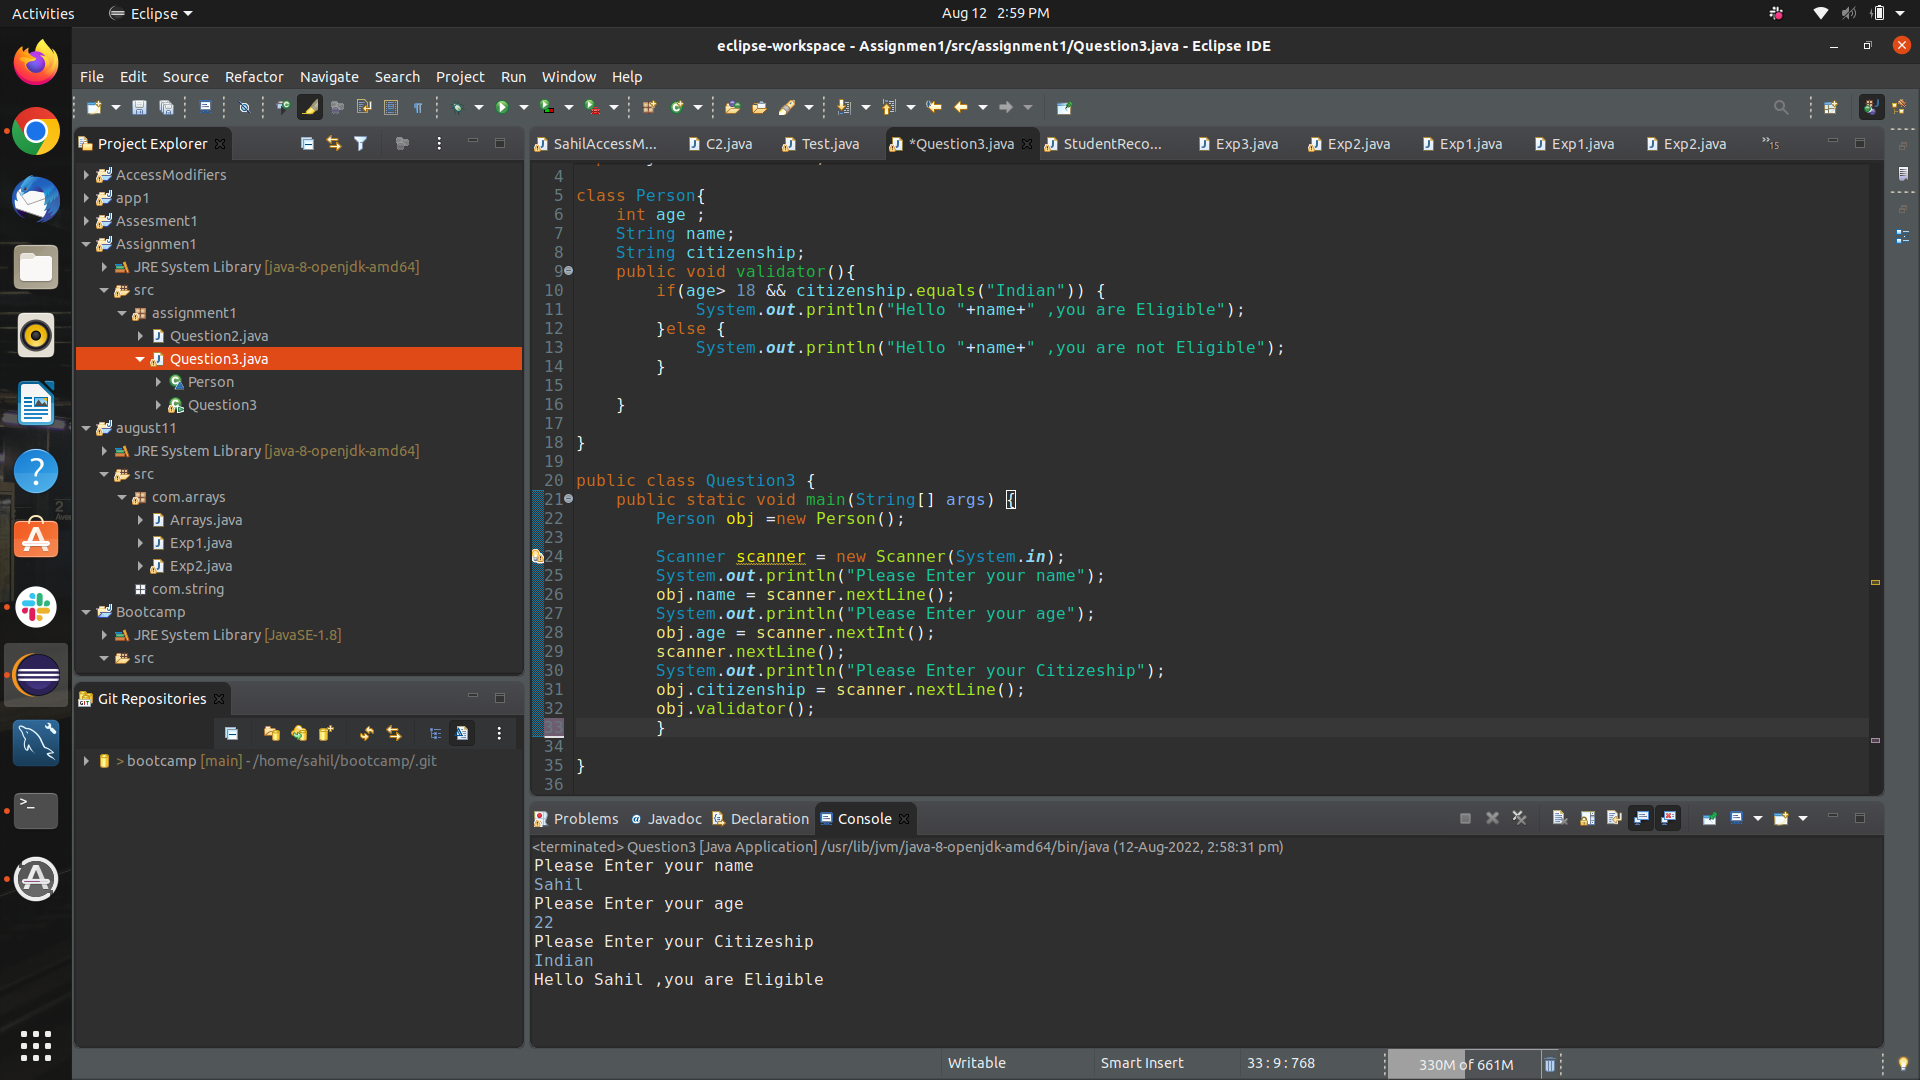 Activities
Eclipse
Aug 12 2:59 PM
eclipse-workspace - Assignmen1/src/assignment1/Question3.java - Eclipse IDE
File Edit Source Refactor Navigate Search Project Run Window Help
Project Explorer
AccessModifiers
app1
Assesment1
Assignmen1
JRE System Library [java-8-openjdk-amd64]
src
assignment1
Question2.java
Question3.java
Person
Question3
august11
JRE System Library [java-8-openjdk-amd64]
src
com.arrays
Arrays.java
Exp1.java
Exp2.java
com.string
Bootcamp
JRE System Library [JavaSE-1.8]
src
Git Repositories
> bootcamp [main] - /home/sahil/bootcamp/.git
SahilAccessM... C2.java Test.java *Question3.java StudentReco... Exp3.java Exp2.java Exp1.java Exp1.java Exp2.java »15
4
5 class Person{
6 int age ;
7 String name;
8 String citizenship;
9 public void validator(){
10 if(age> 18 && citizenship.equals("Indian")) {
11 System.out.println("Hello "+name+" ,you are Eligible");
12 }else {
13 System.out.println("Hello "+name+" ,you are not Eligible");
14 }
15
16 }
17
18 }
19
20 public class Question3 {
21 public static void main(String[] args) {
22 Person obj =new Person();
23
24 Scanner scanner = new Scanner(System.in);
25 System.out.println("Please Enter your name");
26 obj.name = scanner.nextLine();
27 System.out.println("Please Enter your age");
28 obj.age = scanner.nextInt();
29 scanner.nextLine();
30 System.out.println("Please Enter your Citizeship");
31 obj.citizenship = scanner.nextLine();
32 obj.validator();
33 }
34
35 }
36
Problems Javadoc Declaration Console
<terminated> Question3 [Java Application] /usr/lib/jvm/java-8-openjdk-amd64/bin/java (12-Aug-2022, 2:58:31 pm)
Please Enter your name
Sahil
Please Enter your age
22
Please Enter your Citizeship
Indian
Hello Sahil ,you are Eligible
Writable
Smart Insert
33 : 9 : 768
330M of 661M